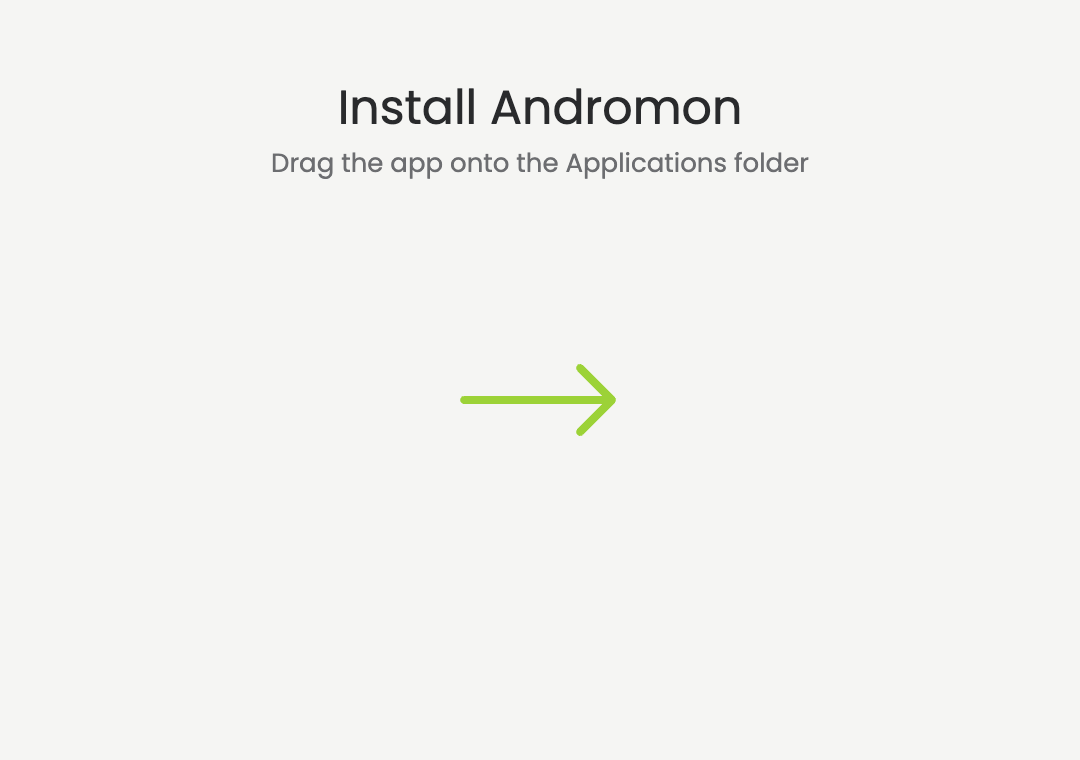 Install Andromon
Drag the app onto the Applications folder